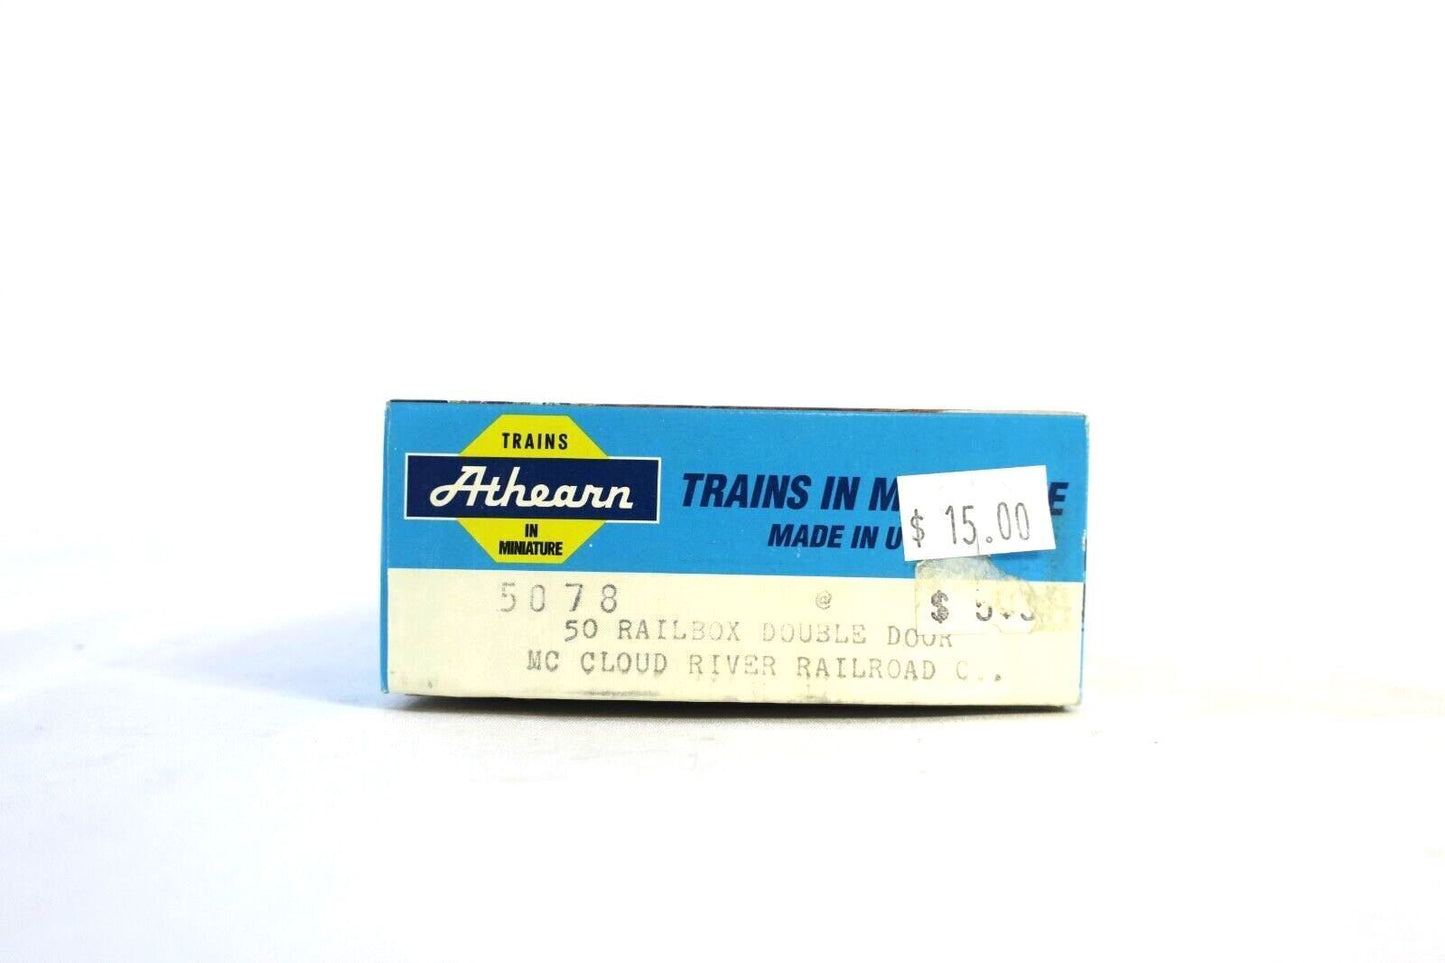 TRAINS
Athearn
IN
MINIATURE
TRAINS IN M E
MADE IN U
$ 15.00
5078 @
$
50 RAILBOX DOUBLE DOOR
MC CLOUD RIVER RAILROAD C .